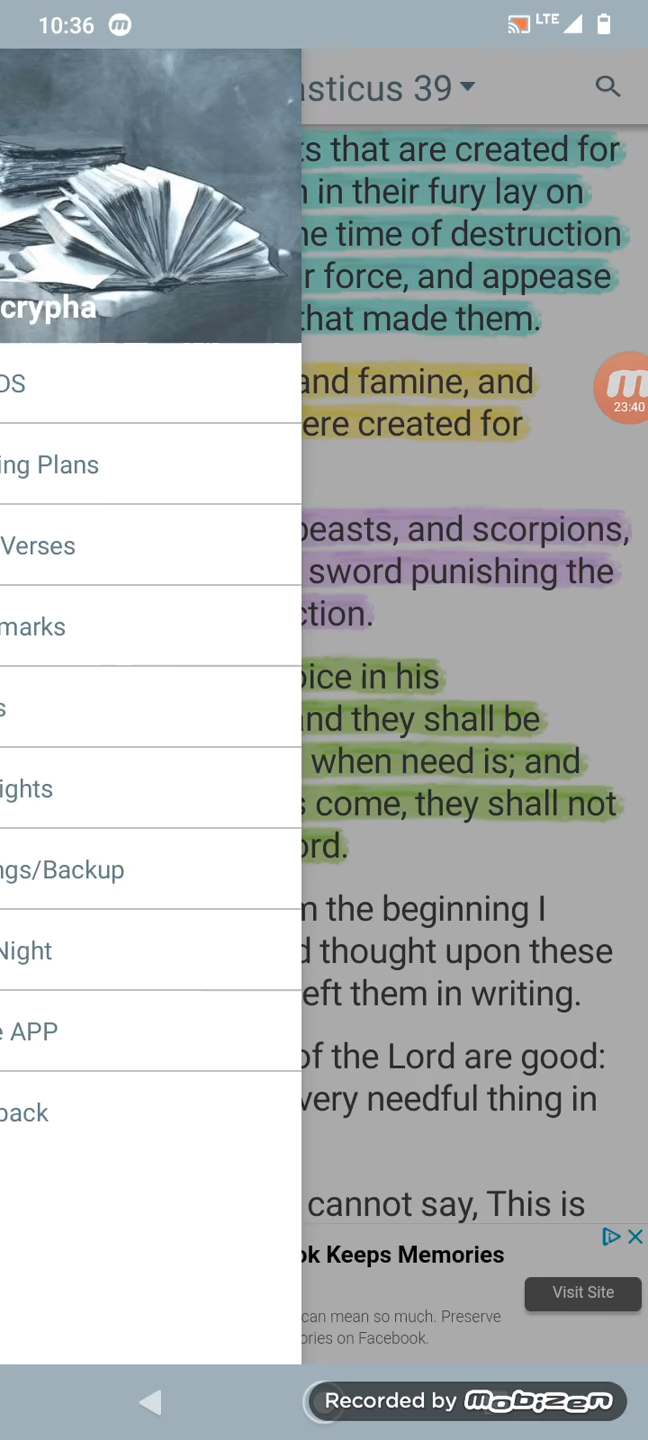 10:36
LTE
asticus 39
ts that are created for
n in their fury lay on
he time of destruction
r force, and appease
that made them.
crypha
DS
and famine, and
23:40
ere created for
ing Plans
beasts, and scorpions,
Verses
sword punishing the
ction.
marks
oice in his
s
and they shall be
when need is; and
ights
s come, they shall not
ord.
ngs/Backup
m the beginning I
Night
d thought upon these
eft them in writing.
e APP
of the Lord are good:
very needful thing in
back
cannot say, This is
ok Keeps Memories
Visit Site
can mean so much. Preserve
ories on Facebook.
Recorded by mobizen